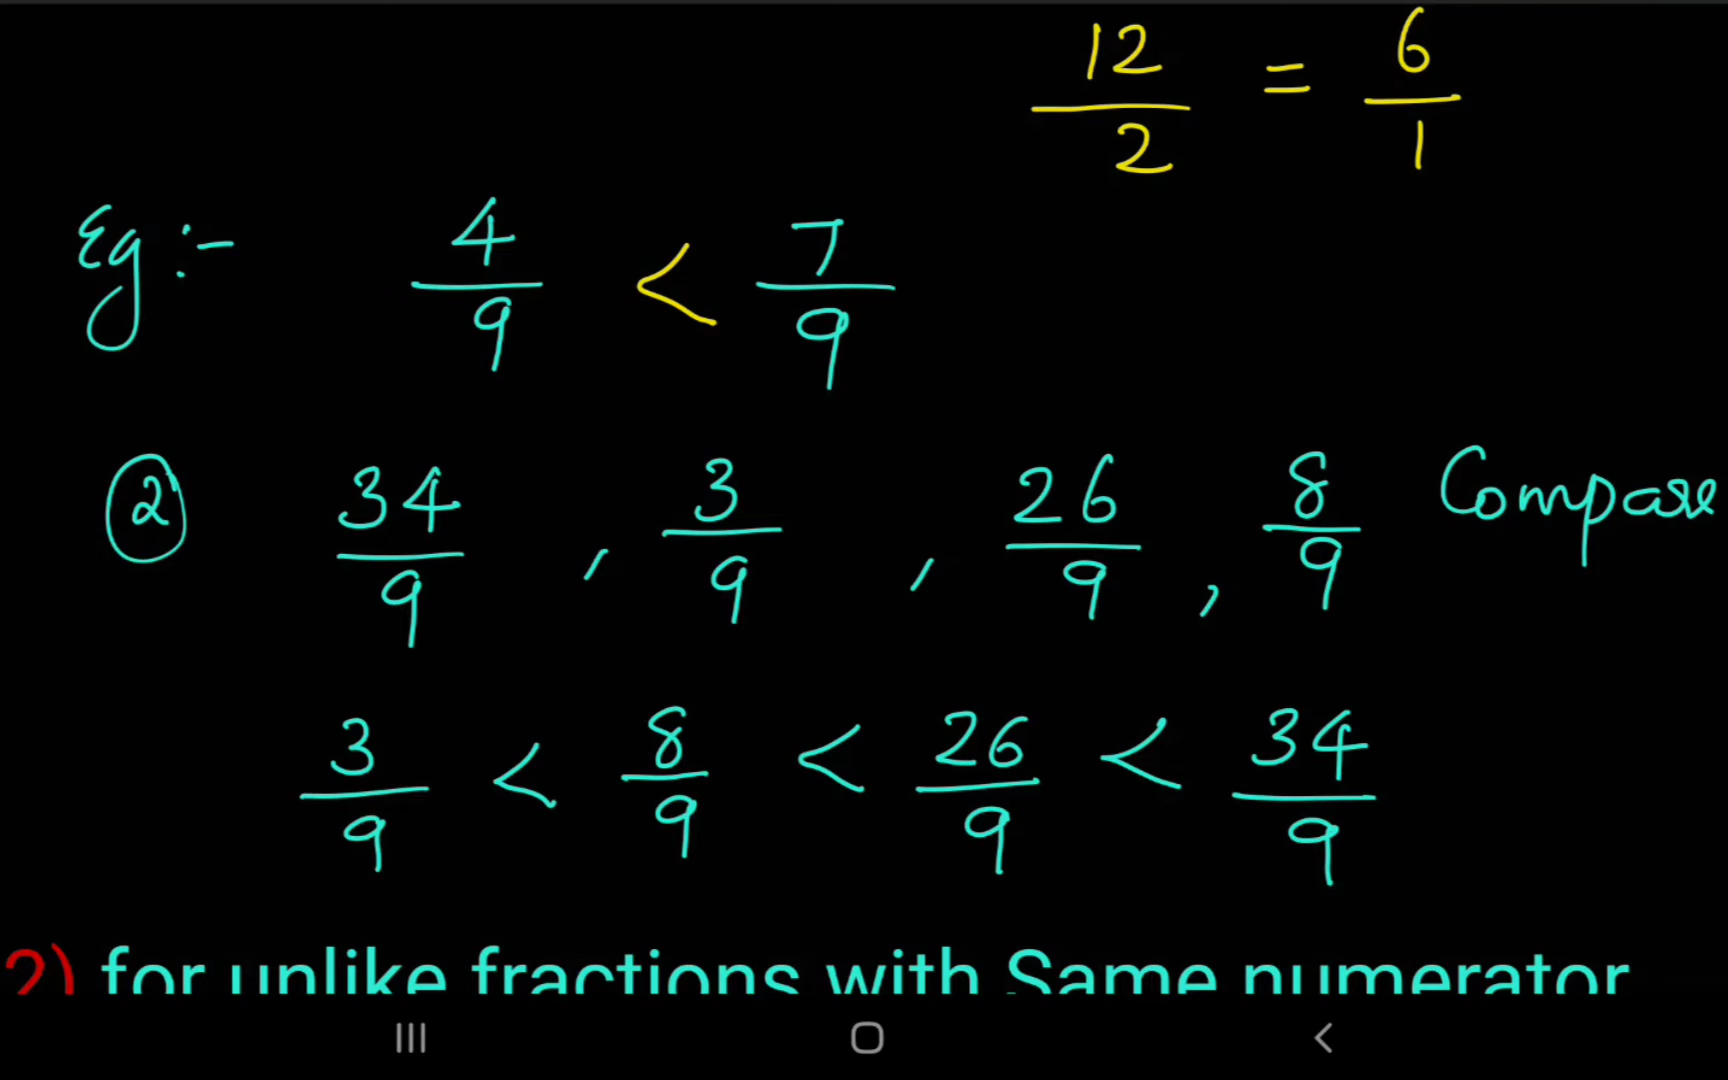 12/2 = 6/1
Eg :- 4/9 < 7/9
② 34/9 , 3/9 , 26/9 , 8/9 Compare
3/9 < 8/9 < 26/9 < 34/9
2) for unlike fractions with Same numerator